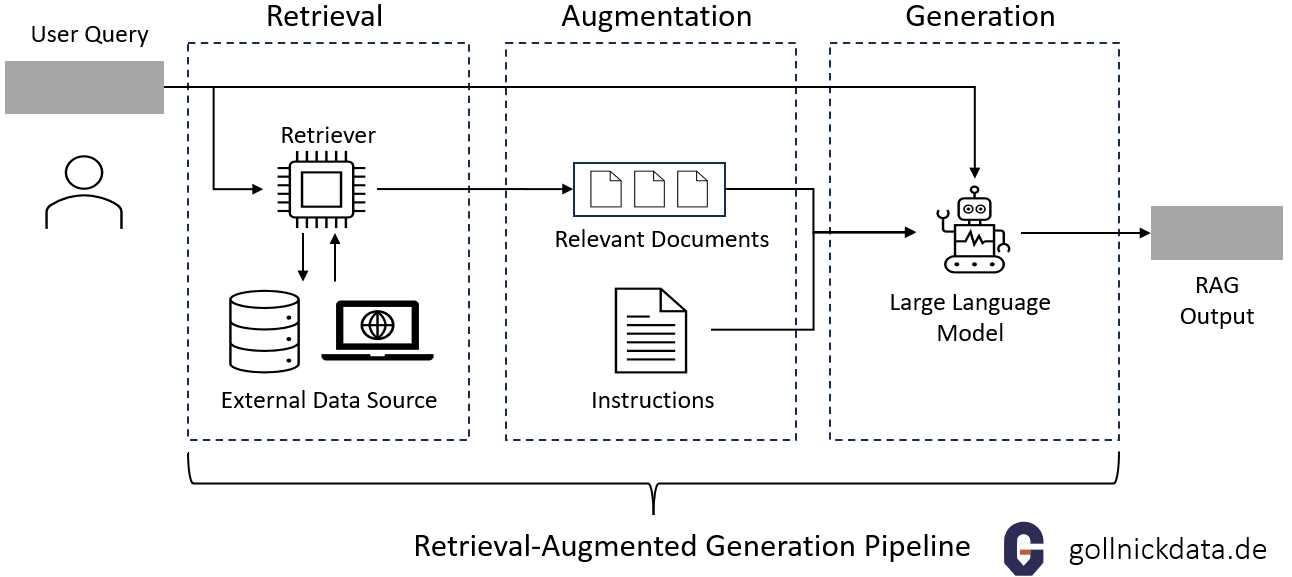 Retrieval
Augmentation
Generation
User Query
Retriever
Relevant Documents
External Data Source
Instructions
Large Language
Model
RAG
Output
Retrieval-Augmented Generation Pipeline
gollnickdata.de